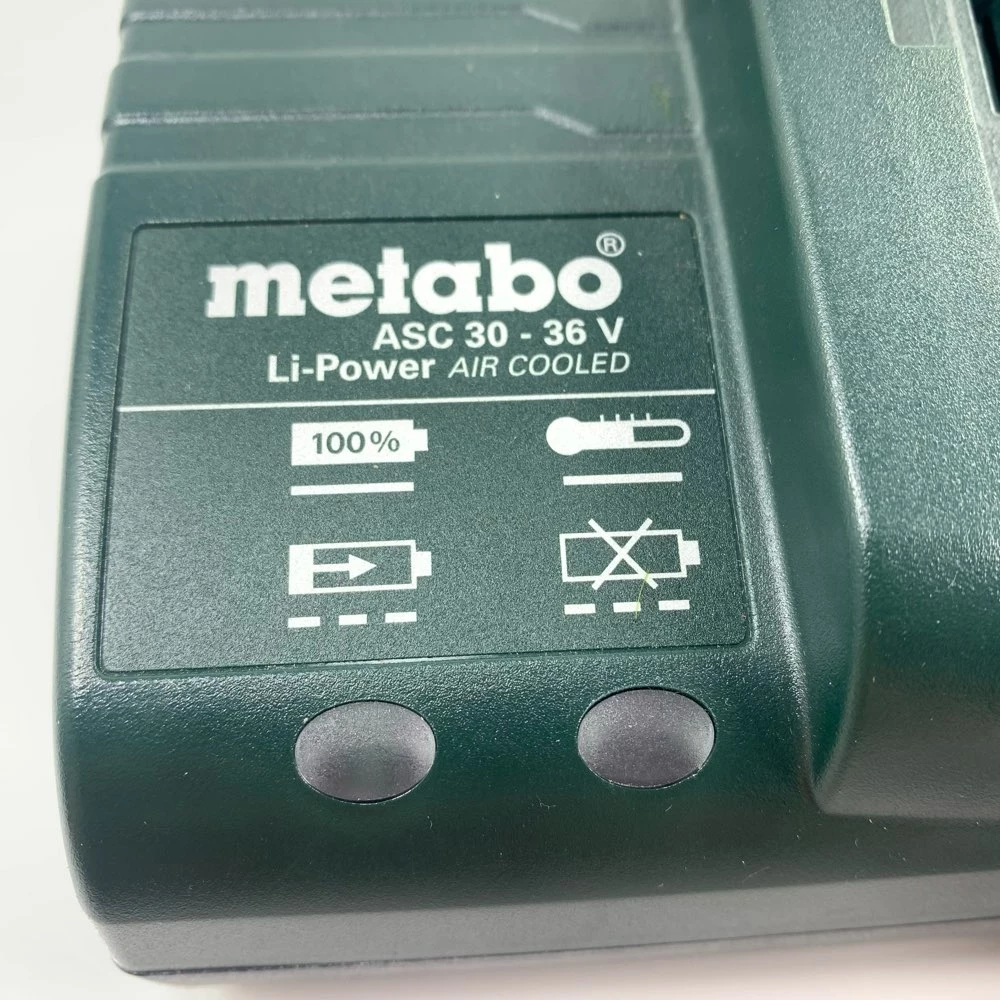 metabo®
ASC 30 - 36 V
Li-Power AIR COOLED
100%